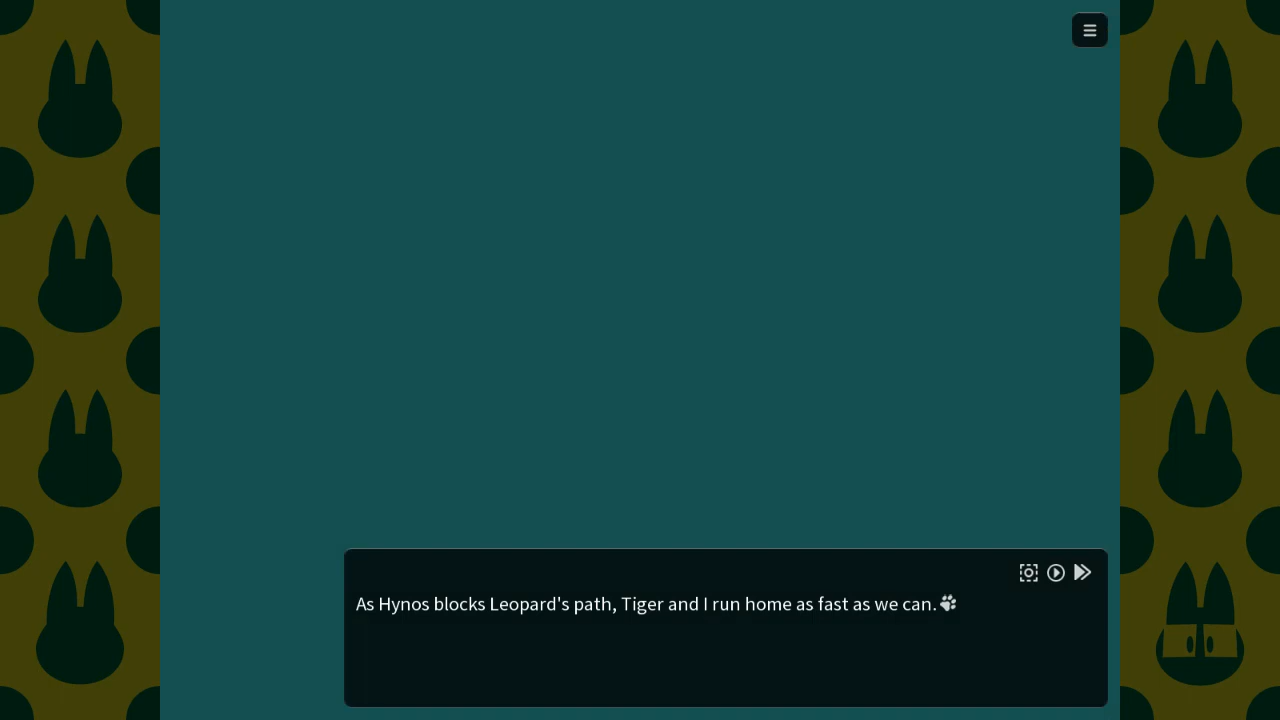 As Hynos blocks Leopard's path, Tiger and I run home as fast as we can.